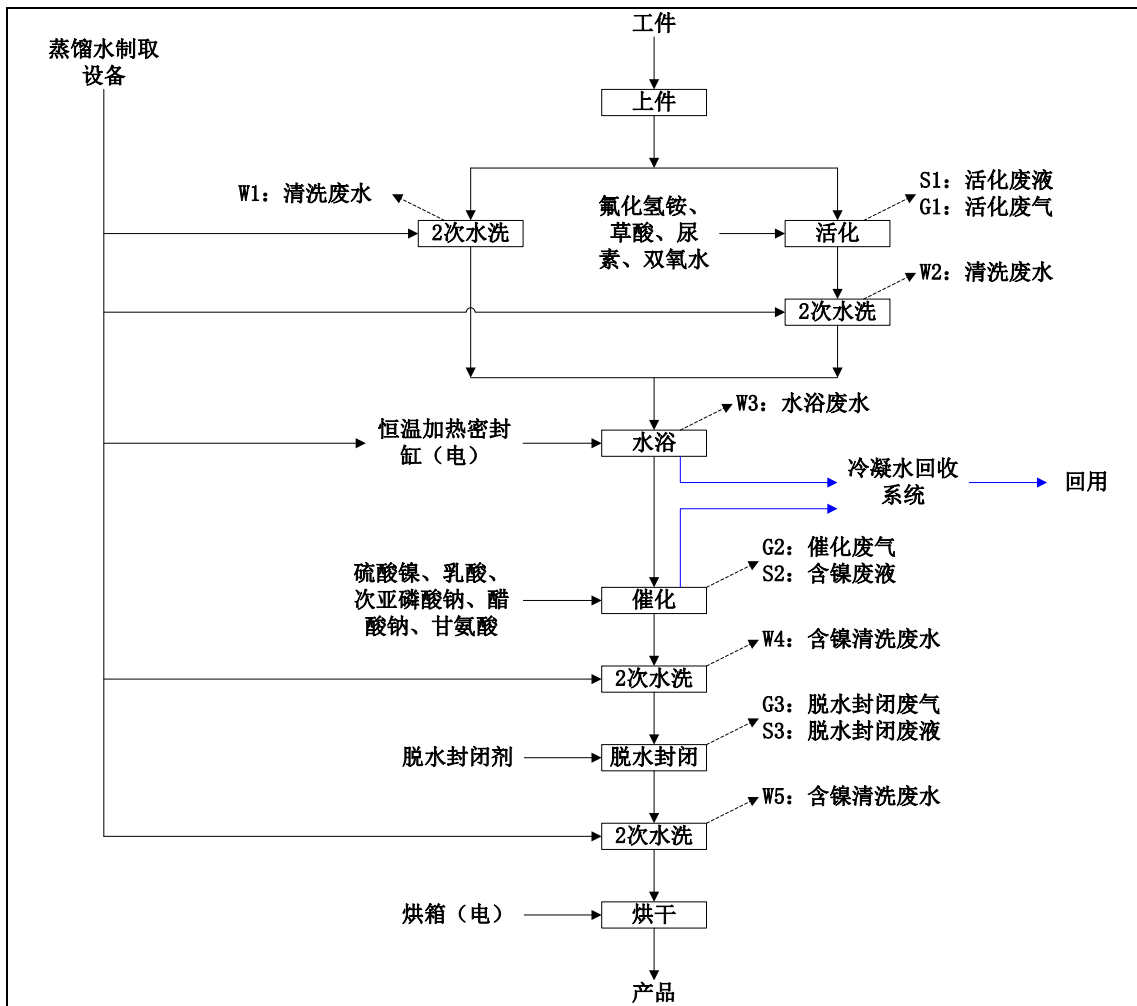 工件
蒸馏水制取
设备
上件
W1: 清洗废水
氟化氢铵、
草酸、尿
素、双氧水
S1: 活化废液
G1: 活化废气
2次水洗
活化
W2: 清洗废水
2次水洗
W3: 水浴废水
恒温加热密封
缸（电）
水浴
冷凝水回收
系统
回用
G2: 催化废气
S2: 含镍废液
硫酸镍、乳酸、
次亚磷酸钠、醋
酸钠、甘氨酸
催化
W4: 含镍清洗废水
2次水洗
G3: 脱水封闭废气
S3: 脱水封闭废液
脱水封闭剂
脱水封闭
W5: 含镍清洗废水
2次水洗
烘箱（电）
烘干
产品